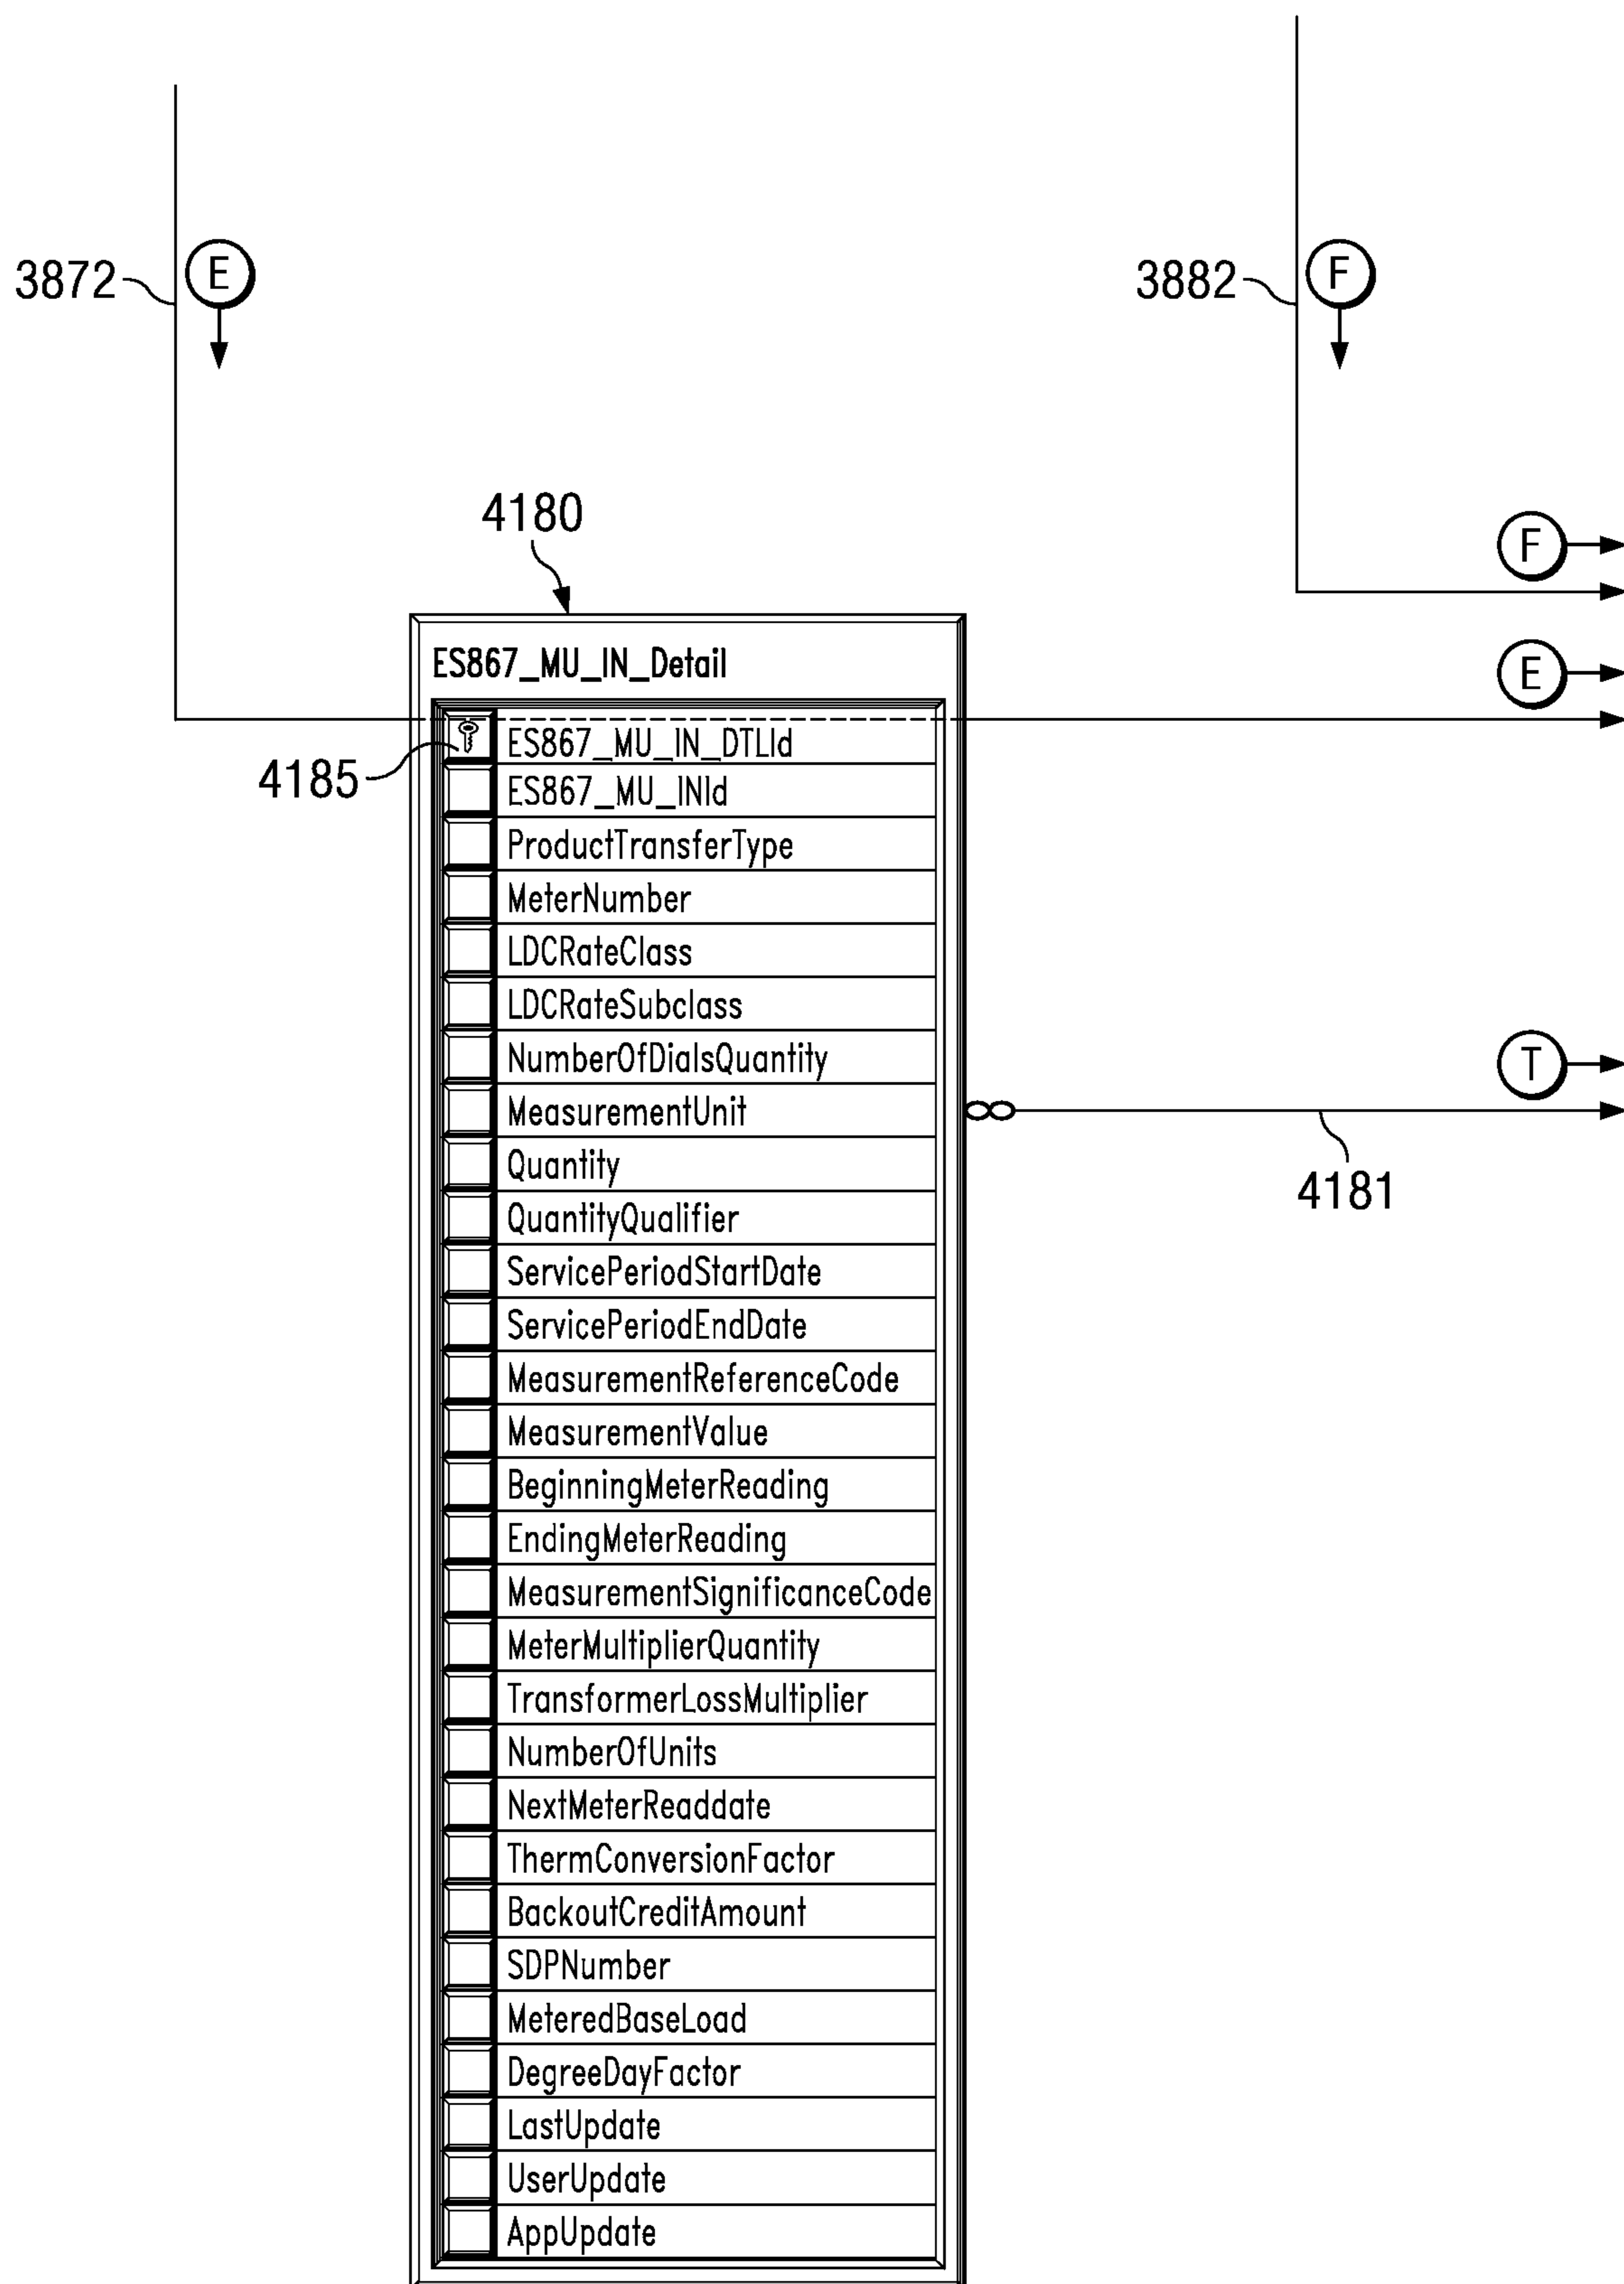 3872
E
3882
F
4180
F
ES867_MU_IN_Detail
E
ES867_MU_IN_DTLId
4185
ES867_MU_INId
ProductTransferType
MeterNumber
LDCRateClass
LDCRateSubclass
NumberOfDialsQuantity
T
MeasurementUnit
Quantity
4181
QuantityQualifier
ServicePeriodStartDate
ServicePeriodEndDate
MeasurementReferenceCode
MeasurementValue
BeginningMeterReading
EndingMeterReading
MeasurementSignificanceCode
MeterMultiplierQuantity
TransformerLossMultiplier
NumberOfUnits
NextMeterReaddate
ThermConversionFactor
BackoutCreditAmount
SDPNumber
MeteredBaseLoad
DegreeDayFactor
LastUpdate
UserUpdate
AppUpdate